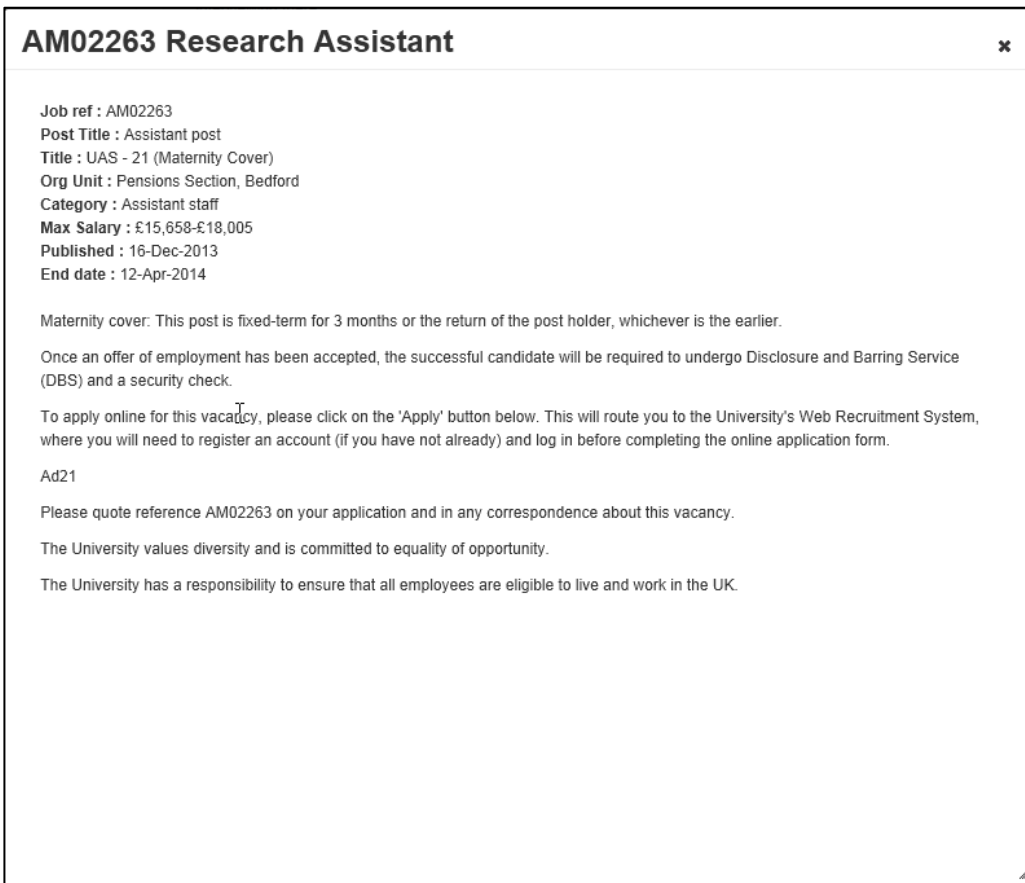 AM02263 Research Assistant
Job ref : AM02263
Post Title : Assistant post
Title : UAS - 21 (Maternity Cover)
Org Unit : Pensions Section, Bedford
Category : Assistant staff
Max Salary : £15,658-£18,005
Published : 16-Dec-2013
End date : 12-Apr-2014
Maternity cover: This post is fixed-term for 3 months or the return of the post holder, whichever is the earlier.
Once an offer of employment has been accepted, the successful candidate will be required to undergo Disclosure and Barring Service
(DBS) and a security check.
To apply online for this vacancy, please click on the 'Apply' button below. This will route you to the University's Web Recruitment System,
where you will need to register an account (if you have not already) and log in before completing the online application form.
Ad21
Please quote reference AM02263 on your application and in any correspondence about this vacancy.
The University values diversity and is committed to equality of opportunity.
The University has a responsibility to ensure that all employees are eligible to live and work in the UK.